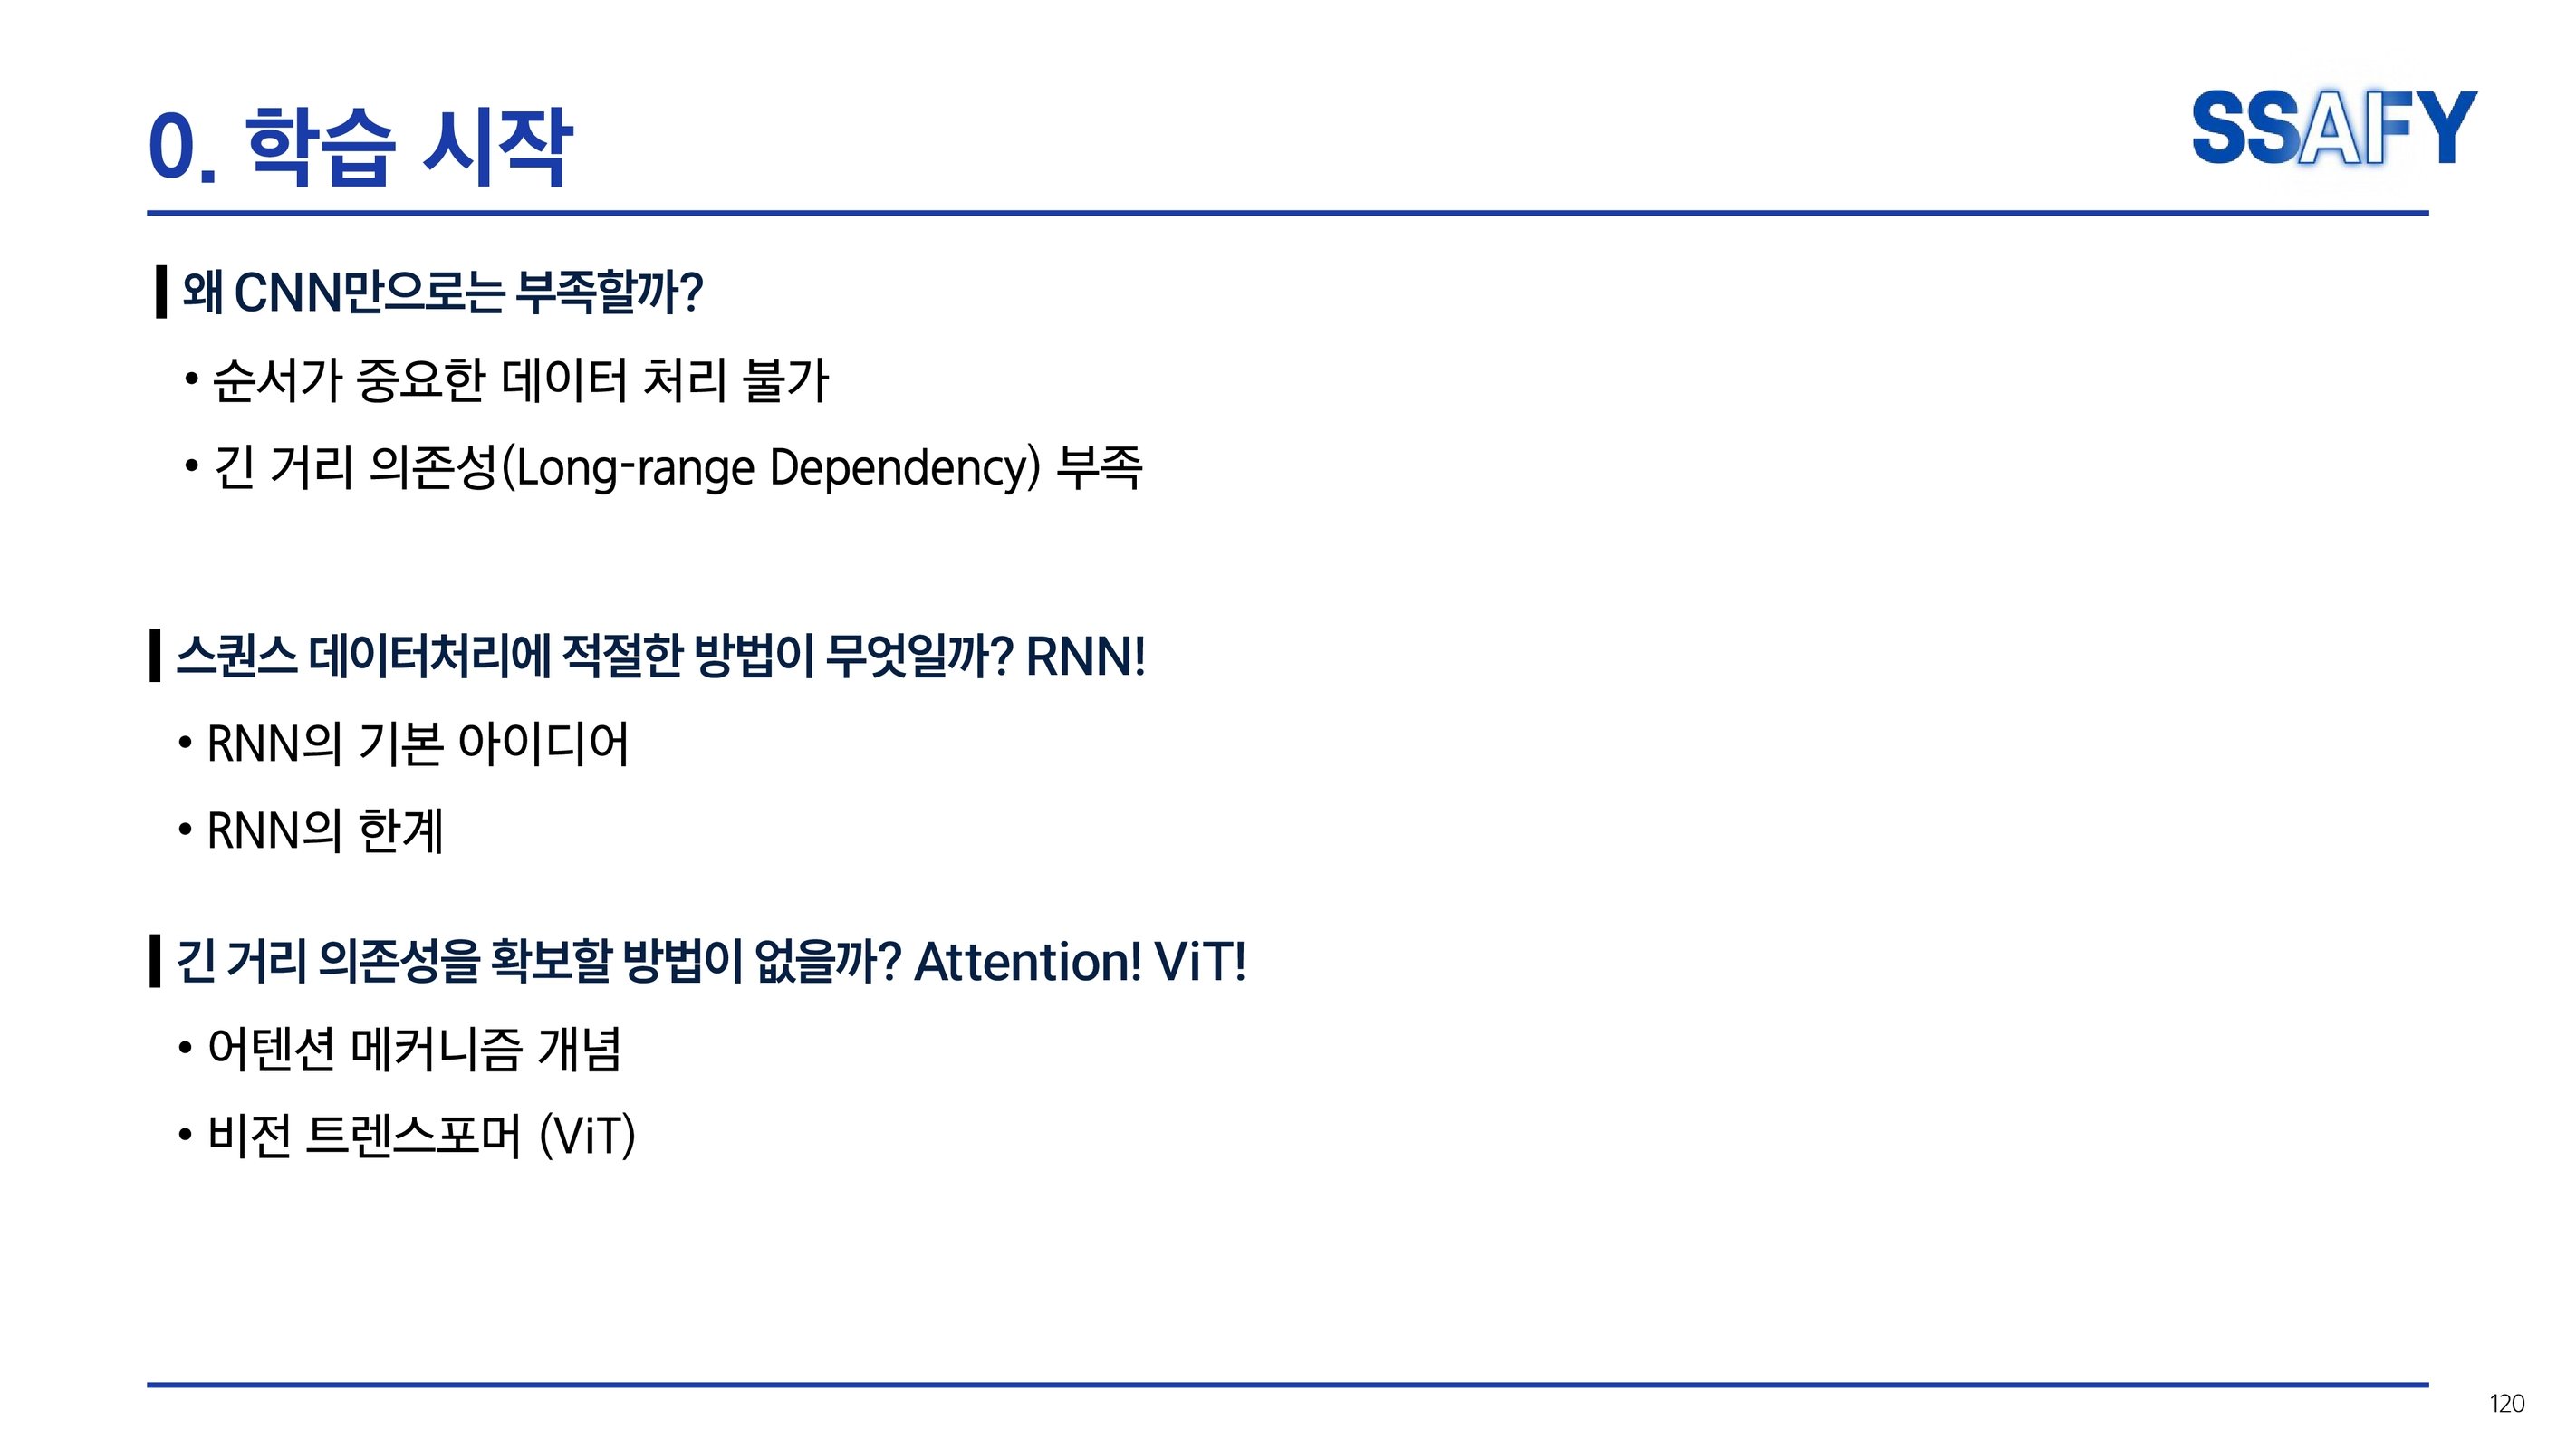 0. 학습 시작
SSAFY
왜 CNN만으로는 부족할까?
• 순서가 중요한 데이터 처리 불가
• 긴 거리 의존성(Long-range Dependency) 부족
스퀀스 데이터처리에 적절한 방법이 무엇일까? RNN!
• RNN의 기본 아이디어
• RNN의 한계
긴 거리 의존성을 확보할 방법이 없을까? Attention! ViT!
• 어텐션 메커니즘 개념
• 비전 트렌스포머 (ViT)
120